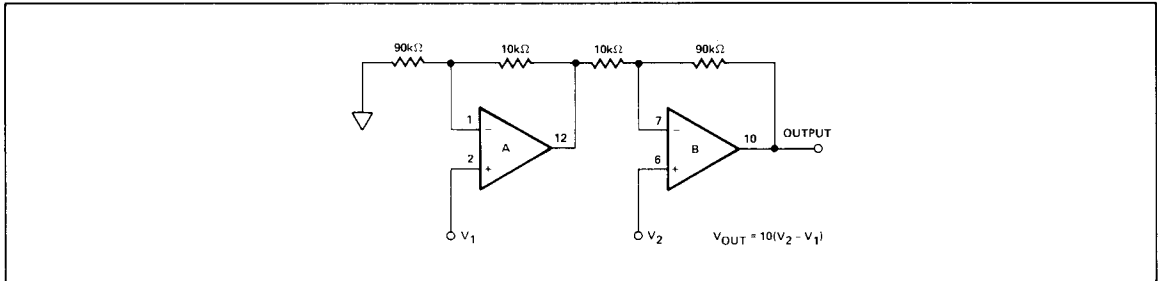 90kΩ 10kΩ 10kΩ 90kΩ
1 − A + 2 12
7 − B + 6 10
OUTPUT
V1 V2 VOUT = 10(V2 − V1)